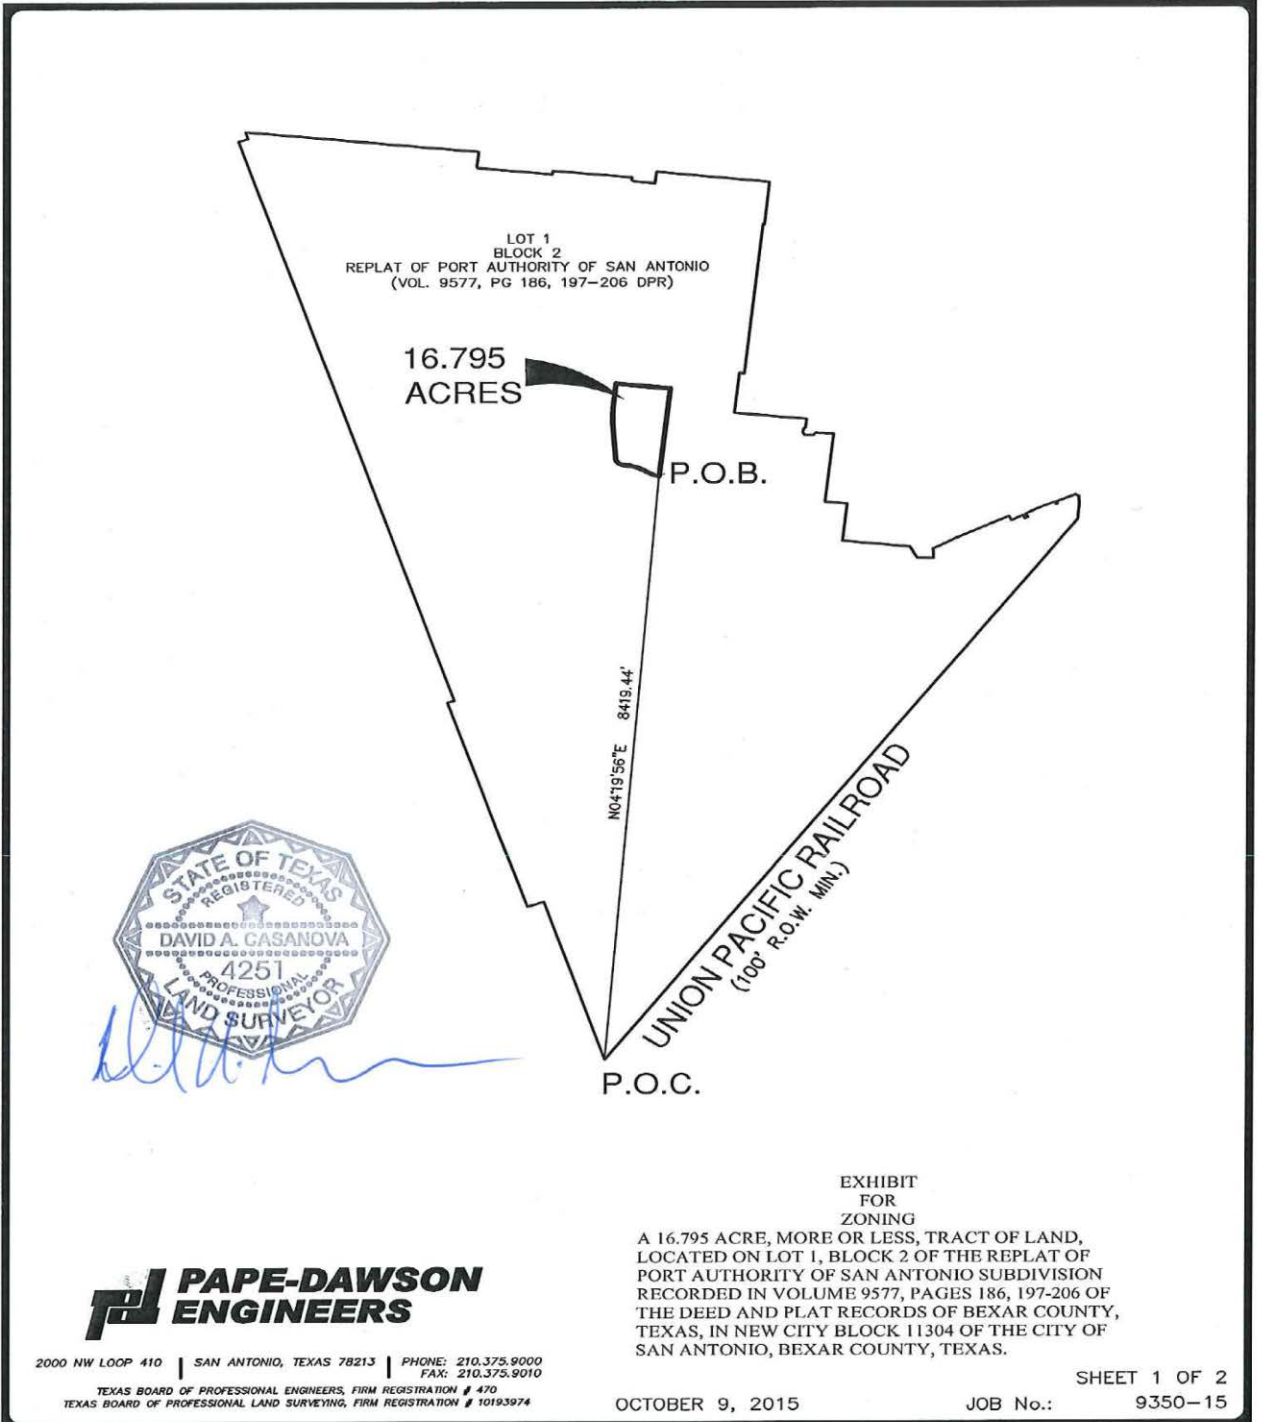 LOT 1
BLOCK 2
REPLAT OF PORT AUTHORITY OF SAN ANTONIO
(VOL. 9577, PG 186, 197-206 DPR)
16.795
ACRES
P.O.B.
N04°19'56"E 8419.44'
UNION PACIFIC RAILROAD
(100' R.O.W. MIN.)
P.O.C.
STATE OF TEXAS
REGISTERED
DAVID A. CASANOVA
4251
PROFESSIONAL
LAND SURVEYOR
EXHIBIT
FOR
ZONING
A 16.795 ACRE, MORE OR LESS, TRACT OF LAND,
LOCATED ON LOT 1, BLOCK 2 OF THE REPLAT OF
PORT AUTHORITY OF SAN ANTONIO SUBDIVISION
RECORDED IN VOLUME 9577, PAGES 186, 197-206 OF
THE DEED AND PLAT RECORDS OF BEXAR COUNTY,
TEXAS, IN NEW CITY BLOCK 11304 OF THE CITY OF
SAN ANTONIO, BEXAR COUNTY, TEXAS.
PAPE-DAWSON
ENGINEERS
2000 NW LOOP 410 | SAN ANTONIO, TEXAS 78213 | PHONE: 210.375.9000
FAX: 210.375.9010
TEXAS BOARD OF PROFESSIONAL ENGINEERS, FIRM REGISTRATION # 470
TEXAS BOARD OF PROFESSIONAL LAND SURVEYING, FIRM REGISTRATION # 10193974
SHEET 1 OF 2
OCTOBER 9, 2015 JOB No.: 9350-15